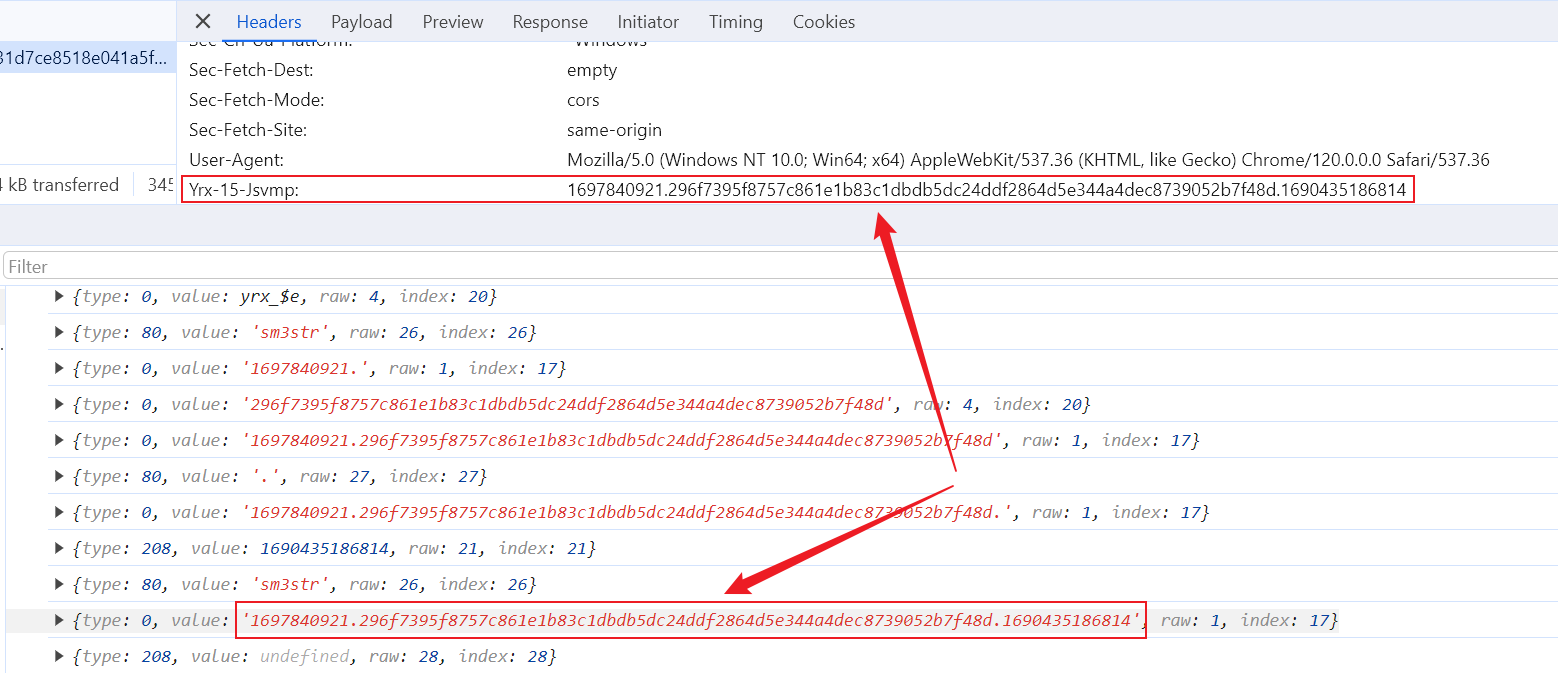 Headers Payload Preview Response Initiator Timing Cookies
31d7ce8518e041a5f...
Sec-Fetch-Dest: empty
Sec-Fetch-Mode: cors
Sec-Fetch-Site: same-origin
User-Agent: Mozilla/5.0 (Windows NT 10.0; Win64; x64) AppleWebKit/537.36 (KHTML, like Gecko) Chrome/120.0.0.0 Safari/537.36
kB transferred 345
Yrx-15-Jsvmp: 1697840921.296f7395f8757c861e1b83c1dbdb5dc24ddf2864d5e344a4dec8739052b7f48d.1690435186814
Filter
{type: 0, value: yrx_$e, raw: 4, index: 20}
{type: 80, value: 'sm3str', raw: 26, index: 26}
{type: 0, value: '1697840921.', raw: 1, index: 17}
{type: 0, value: '296f7395f8757c861e1b83c1dbdb5dc24ddf2864d5e344a4dec8739052b7f48d', raw: 4, index: 20}
{type: 0, value: '1697840921.296f7395f8757c861e1b83c1dbdb5dc24ddf2864d5e344a4dec8739052b7f48d', raw: 1, index: 17}
{type: 80, value: '.', raw: 27, index: 27}
{type: 0, value: '1697840921.296f7395f8757c861e1b83c1dbdb5dc24ddf2864d5e344a4dec8739052b7f48d.', raw: 1, index: 17}
{type: 208, value: 1690435186814, raw: 21, index: 21}
{type: 80, value: 'sm3str', raw: 26, index: 26}
{type: 0, value: '1697840921.296f7395f8757c861e1b83c1dbdb5dc24ddf2864d5e344a4dec8739052b7f48d.1690435186814', raw: 1, index: 17}
{type: 208, value: undefined, raw: 28, index: 28}